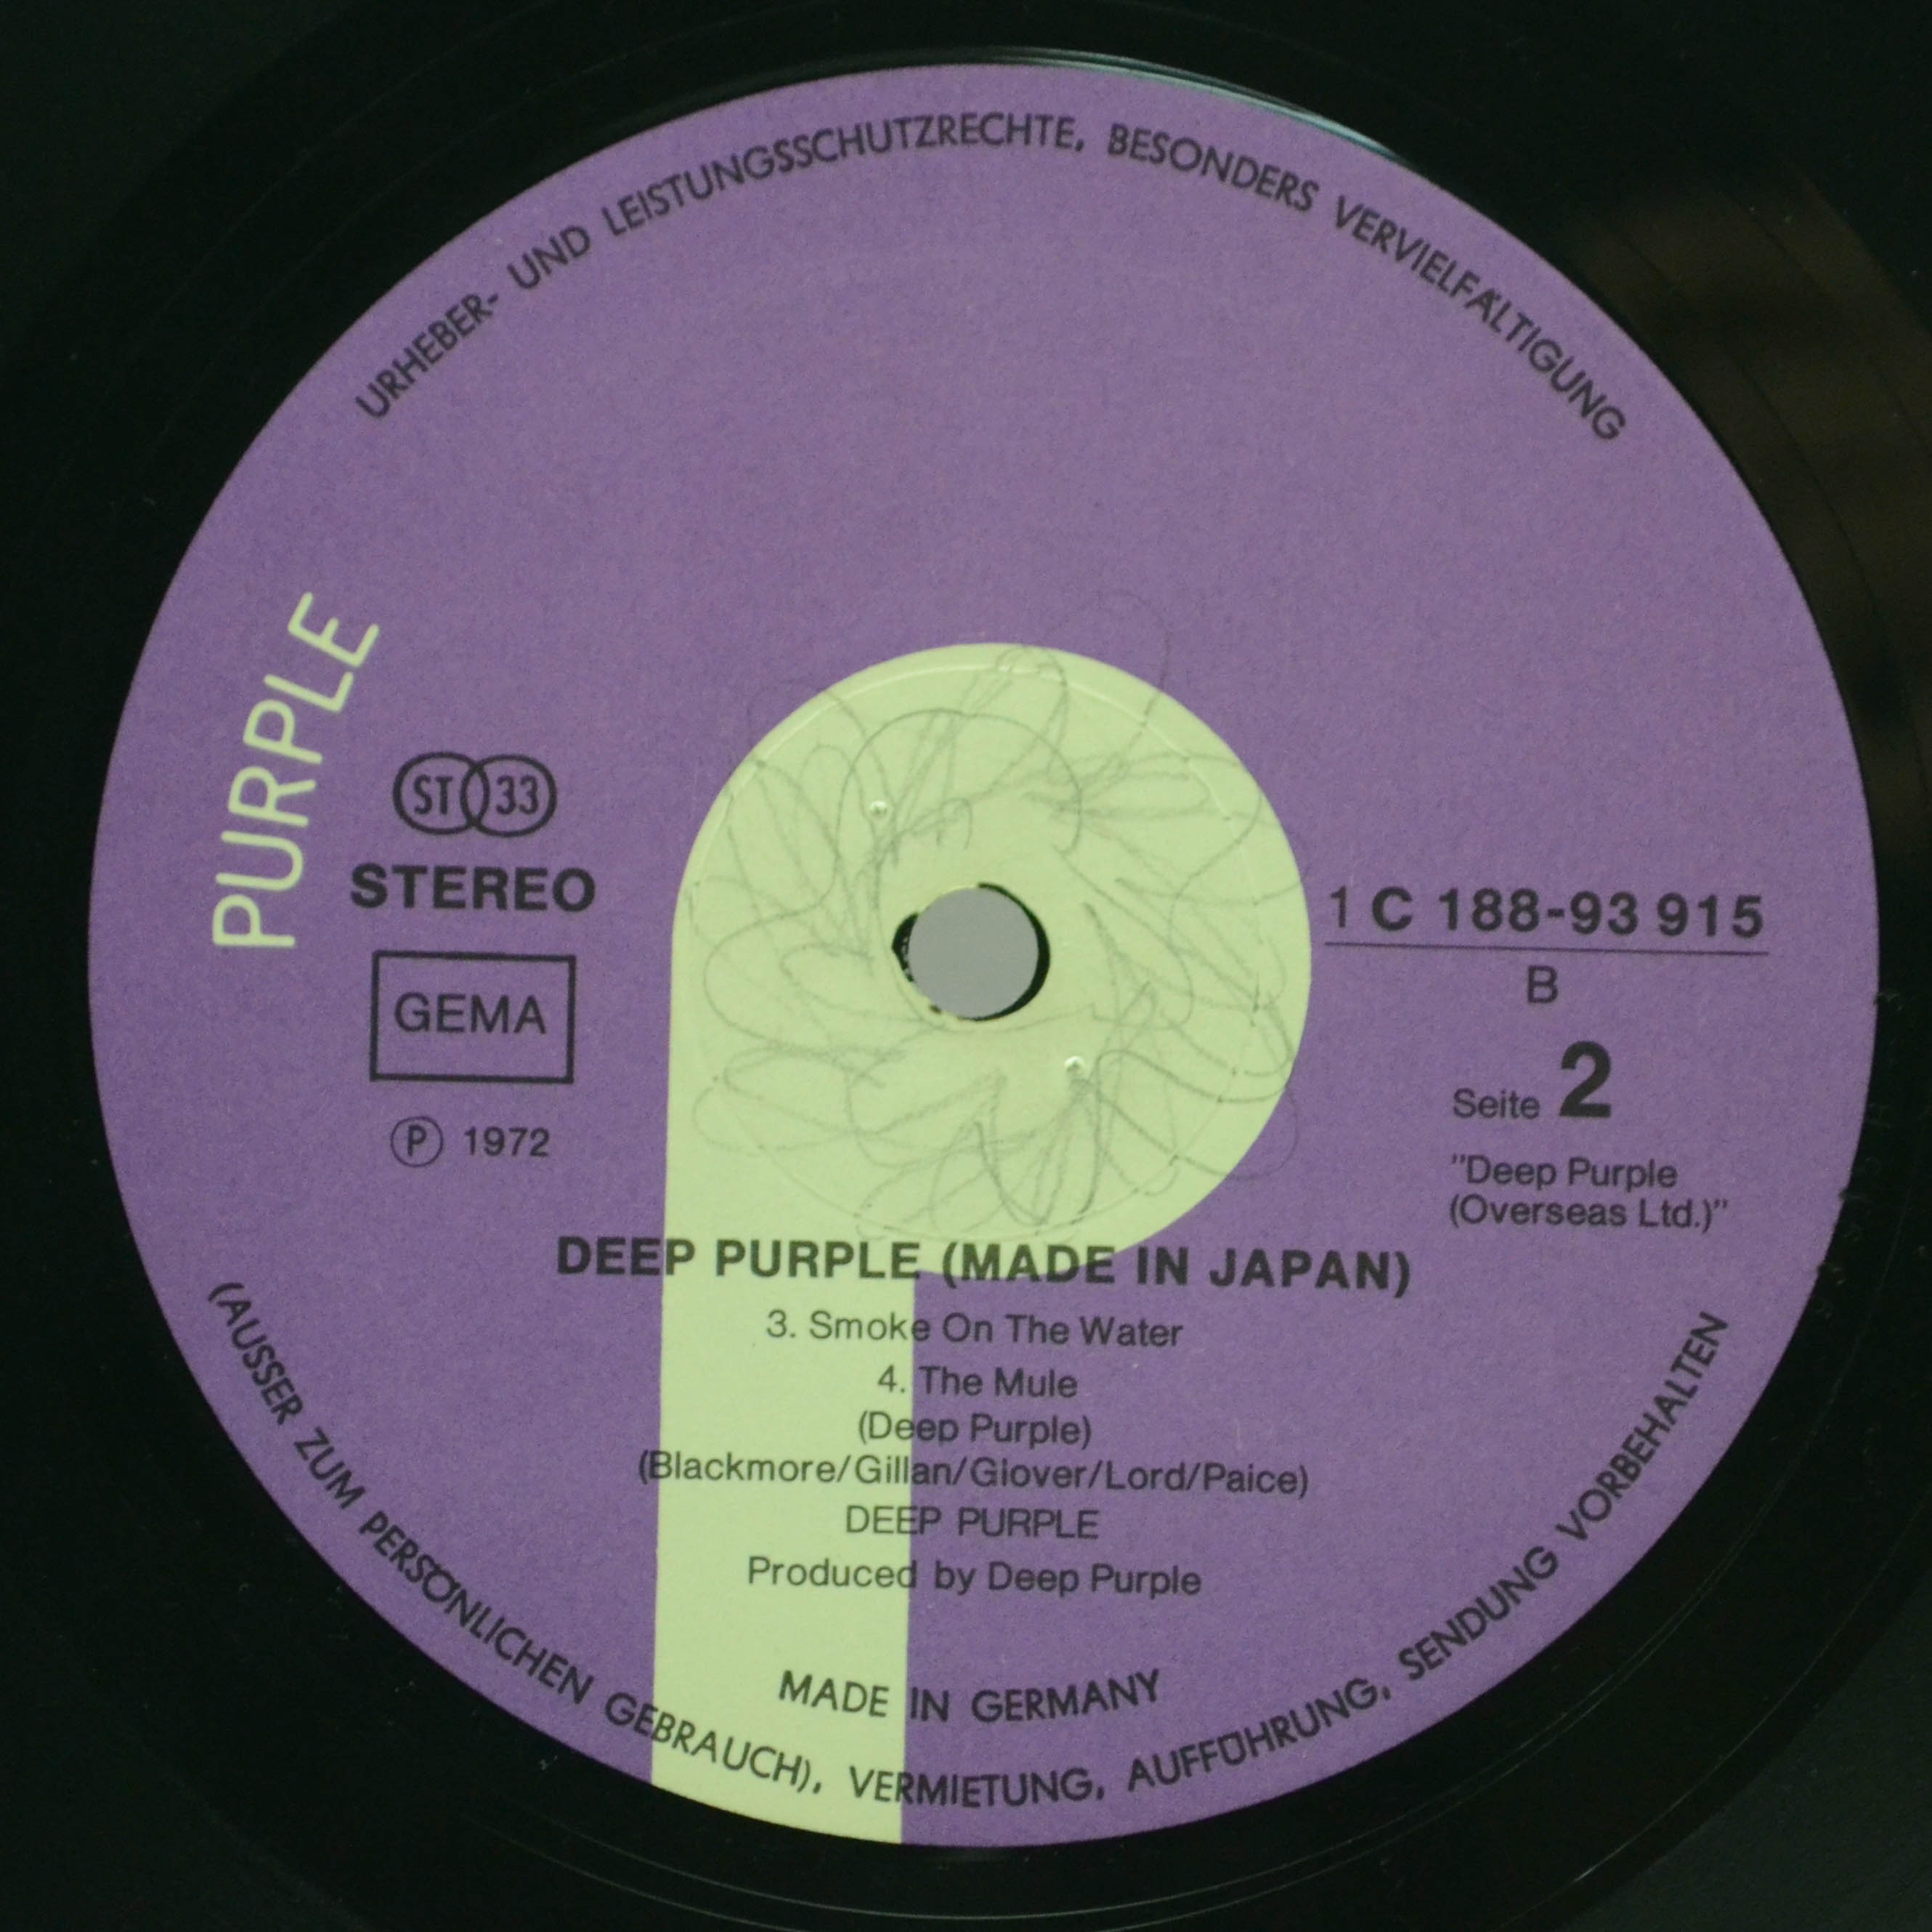 URHEBER- UND LEISTUNGSSCHUTZRECHTE, BESONDERS VERVIELFÄLTIGUNG
PURPLE
ST 33
STEREO
GEMA
Ⓟ 1972
1 C 188-93 915
B
Seite 2
"Deep Purple
(Overseas Ltd.)"
DEEP PURPLE (MADE IN JAPAN)
3. Smoke On The Water
4. The Mule
(Deep Purple)
(Blackmore/Gillan/Glover/Lord/Paice)
DEEP PURPLE
Produced by Deep Purple
MADE IN GERMANY
(AUSSER ZUM PERSÖNLICHEN GEBRAUCH), VERMIETUNG, AUFFÜHRUNG, SENDUNG VORBEHALTEN